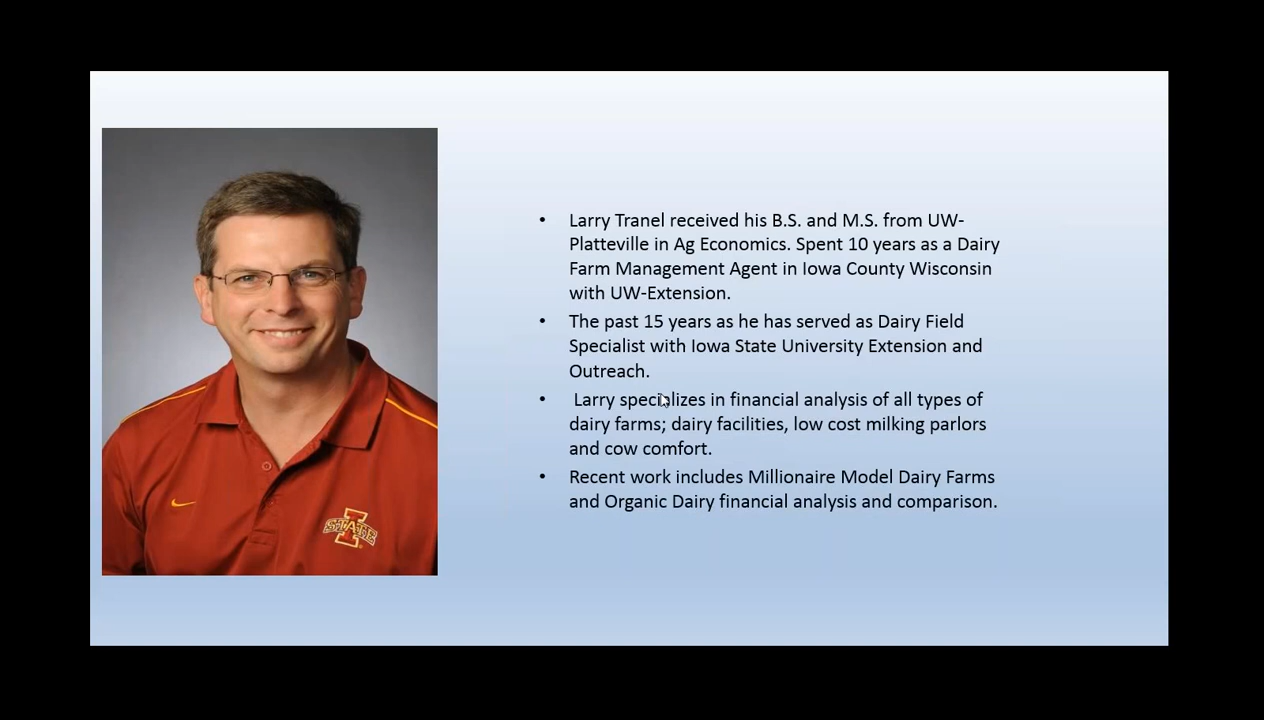 Larry Tranel received his B.S. and M.S. from UW-
Platteville in Ag Economics. Spent 10 years as a Dairy
Farm Management Agent in Iowa County Wisconsin
with UW-Extension.
The past 15 years as he has served as Dairy Field
Specialist with Iowa State University Extension and
Outreach.
Larry specializes in financial analysis of all types of
dairy farms; dairy facilities, low cost milking parlors
and cow comfort.
Recent work includes Millionaire Model Dairy Farms
and Organic Dairy financial analysis and comparison.
I STATE